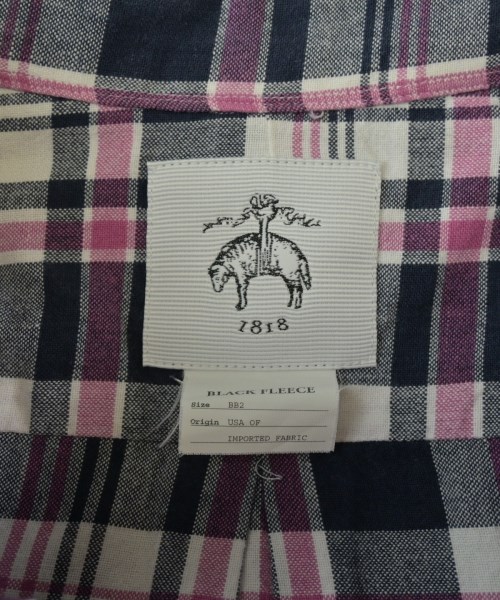 1818
BLACK FLEECE
Size BB2
Origin USA OF
IMPORTED FABRIC